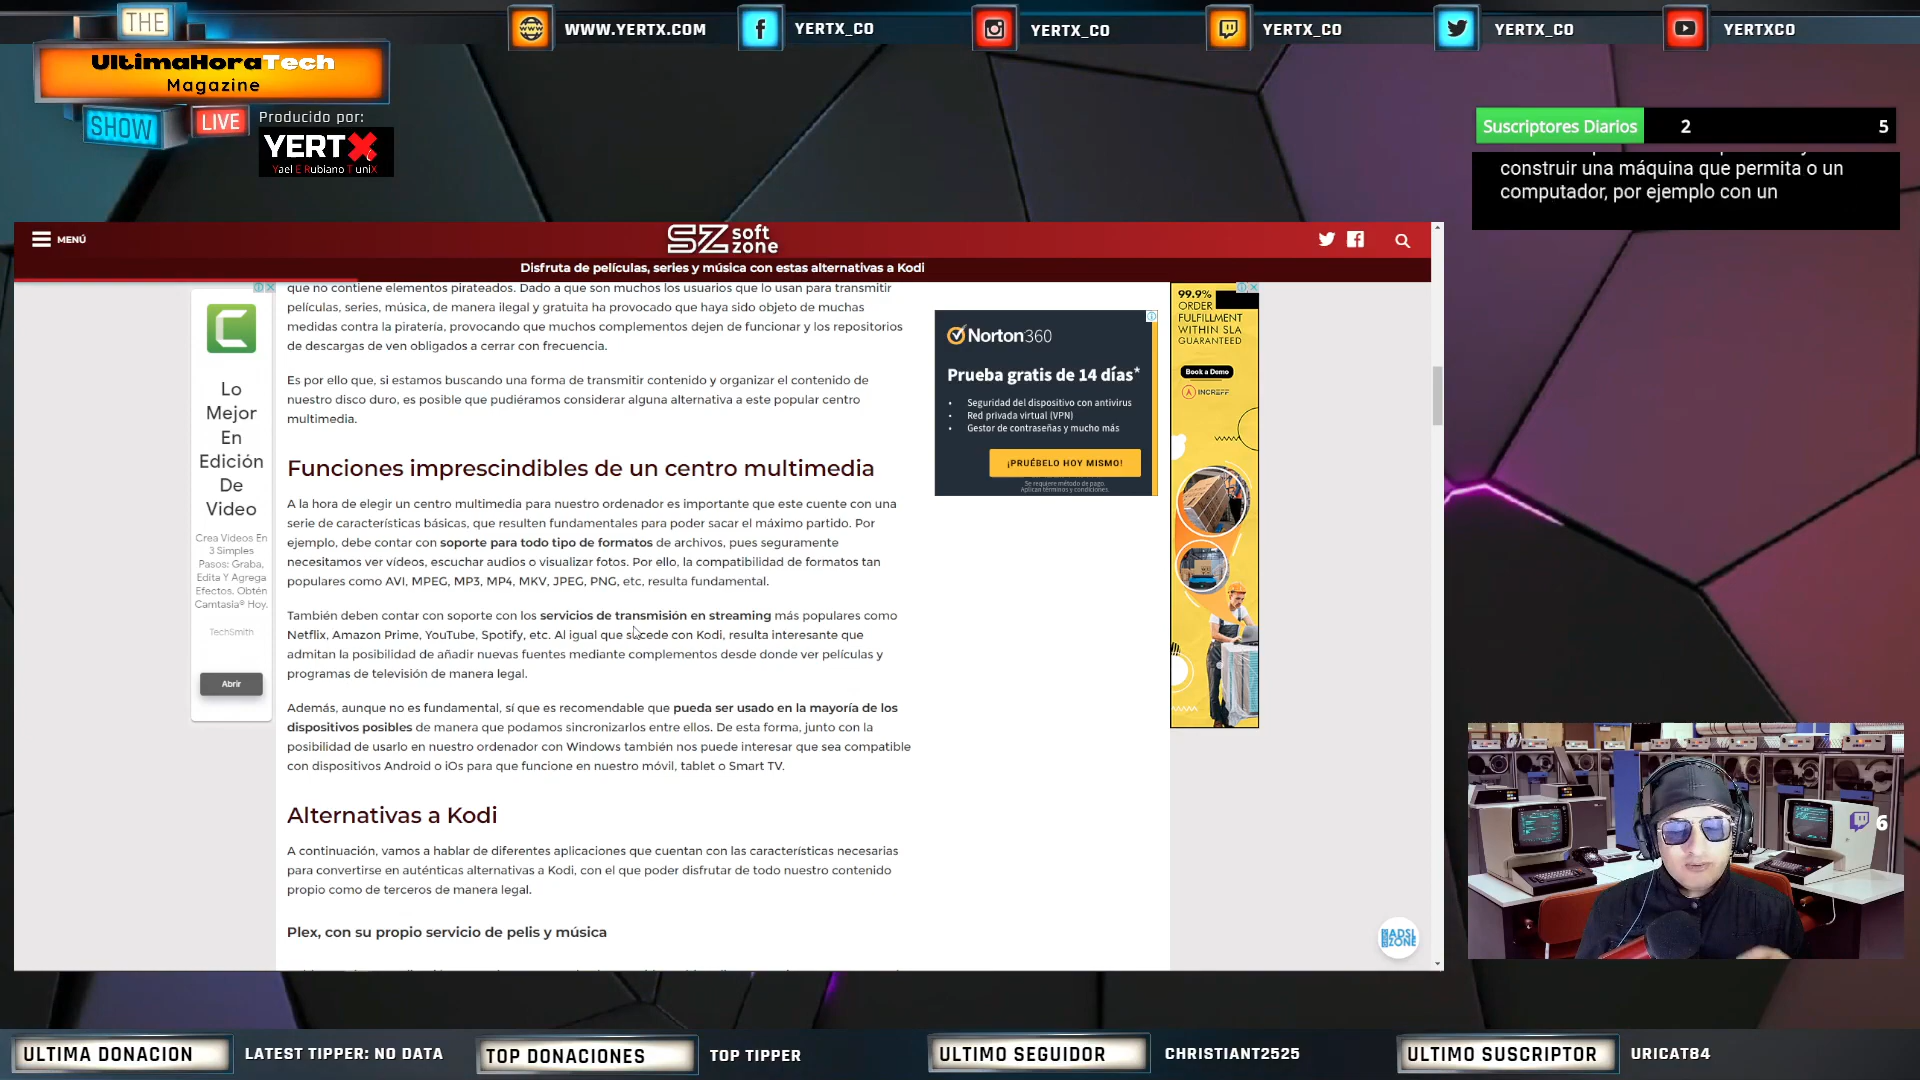 THE
UltimaHoraTech
Magazine
SHOW
LIVE
Producido por:
YERTX
Yael E Rubiano T uniX
WWW.YERTX.COM
YERTX_CO
YERTX_CO
YERTX_CO
YERTX_CO
YERTXCO
Suscriptores Diarios
2
5
construir una máquina que permita o un
computador, por ejemplo con un
MENÚ
SZ soft zone
Disfruta de películas, series y música con estas alternativas a Kodi
que no contiene elementos pirateados. Dado a que son muchos los usuarios que lo usan para transmitir
películas, series, música, de manera ilegal y gratuita ha provocado que haya sido objeto de muchas
medidas contra la piratería, provocando que muchos complementos dejen de funcionar y los repositorios
de descargas de ven obligados a cerrar con frecuencia.
Es por ello que, si estamos buscando una forma de transmitir contenido y organizar el contenido de
nuestro disco duro, es posible que pudiéramos considerar alguna alternativa a este popular centro
multimedia.
Funciones imprescindibles de un centro multimedia
A la hora de elegir un centro multimedia para nuestro ordenador es importante que este cuente con una
serie de características básicas, que resulten fundamentales para poder sacar el máximo partido. Por
ejemplo, debe contar con soporte para todo tipo de formatos de archivos, pues seguramente
necesitamos ver vídeos, escuchar audios o visualizar fotos. Por ello, la compatibilidad de formatos tan
populares como AVI, MPEG, MP3, MP4, MKV, JPEG, PNG, etc, resulta fundamental.
También deben contar con soporte con los servicios de transmisión en streaming más populares como
Netflix, Amazon Prime, YouTube, Spotify, etc. Al igual que sucede con Kodi, resulta interesante que
admitan la posibilidad de añadir nuevas fuentes mediante complementos desde donde ver películas y
programas de televisión de manera legal.
Además, aunque no es fundamental, sí que es recomendable que pueda ser usado en la mayoría de los
dispositivos posibles de manera que podamos sincronizarlos entre ellos. De esta forma, junto con la
posibilidad de usarlo en nuestro ordenador con Windows también nos puede interesar que sea compatible
con dispositivos Android o iOs para que funcione en nuestro móvil, tablet o Smart TV.
Alternativas a Kodi
A continuación, vamos a hablar de diferentes aplicaciones que cuentan con las características necesarias
para convertirse en auténticas alternativas a Kodi, con el que poder disfrutar de todo nuestro contenido
propio como de terceros de manera legal.
Plex, con su propio servicio de pelis y música
Lo
Mejor
En
Edición
De
Video
Crea Videos En
3 Simples
Pasos: Graba,
Edita Y Agrega
Efectos. Obtén
Camtasia® Hoy.
TechSmith
Abrir
Norton360
Prueba gratis de 14 días*
• Seguridad del dispositivo con antivirus
• Red privada virtual (VPN)
• Gestor de contraseñas y mucho más
¡PRUÉBELO HOY MISMO!
Se requiere método de pago.
Aplican términos y condiciones
99.9%
ORDER
FULFILLMENT
WITHIN SLA
GUARANTEED
Book a Demo
INCREFF
ADSL
ZONE
6
ULTIMA DONACION
LATEST TIPPER: NO DATA
TOP DONACIONES
TOP TIPPER
ULTIMO SEGUIDOR
CHRISTIANT2525
ULTIMO SUSCRIPTOR
URICAT84